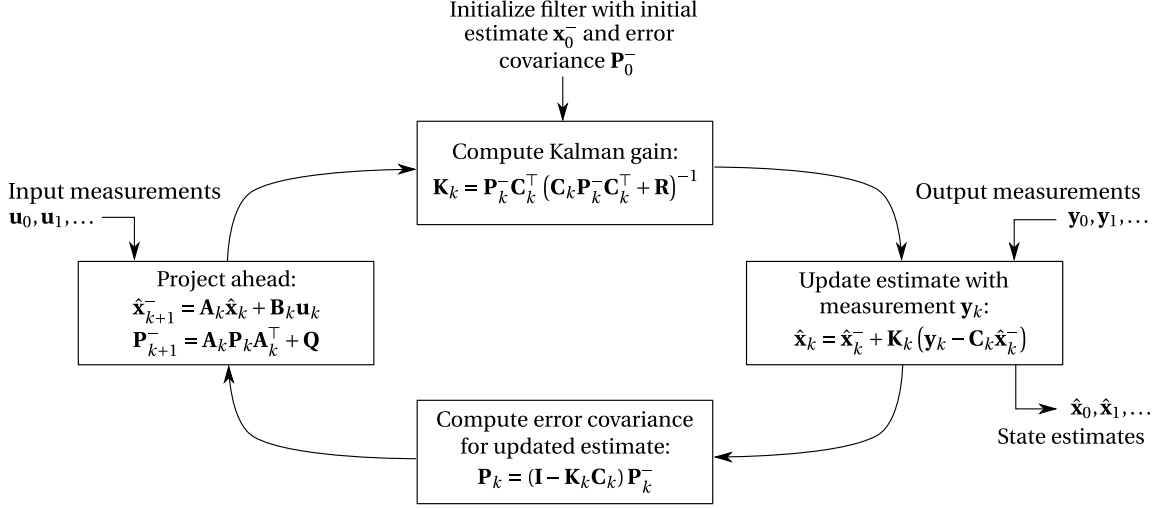 Initialize filter with initial
estimate 𝐱₀⁻ and error
covariance 𝐏₀⁻
Compute Kalman gain:
𝐊ₖ = 𝐏ₖ⁻𝐂ₖ^⊤ (𝐂ₖ𝐏ₖ⁻𝐂ₖ^⊤ + 𝐑)⁻¹
Input measurements
𝐮₀, 𝐮₁, …
Output measurements
𝐲₀, 𝐲₁, …
Project ahead:
𝐱̂ₖ₊₁⁻ = 𝐀ₖ𝐱̂ₖ + 𝐁ₖ𝐮ₖ
𝐏ₖ₊₁⁻ = 𝐀ₖ𝐏ₖ𝐀ₖ^⊤ + 𝐐
Update estimate with
measurement 𝐲ₖ:
𝐱̂ₖ = 𝐱̂ₖ⁻ + 𝐊ₖ (𝐲ₖ − 𝐂ₖ𝐱̂ₖ⁻)
Compute error covariance
for updated estimate:
𝐏ₖ = (𝐈 − 𝐊ₖ𝐂ₖ) 𝐏ₖ⁻
𝐱̂₀, 𝐱̂₁, …
State estimates